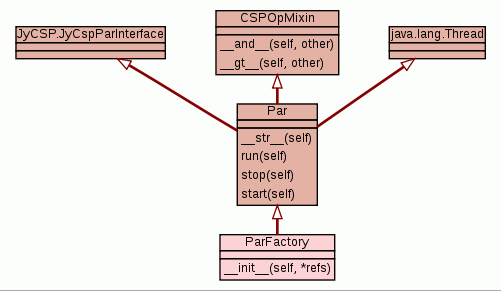 CSPOpMixin
__and__(self, other)
__gt__(self, other)
JyCSP.JyCspParInterface
java.lang.Thread
Par
__str__(self)
run(self)
stop(self)
start(self)
ParFactory
__init__(self, *refs)